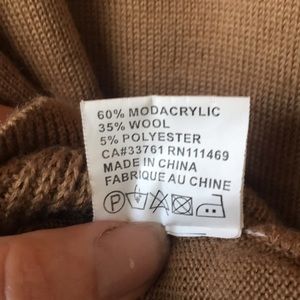 60% MODACRYLIC
35% WOOL
5% POLYESTER
CA#33761 RN111469
MADE IN CHINA
FABRIQUE AU CHINE
P